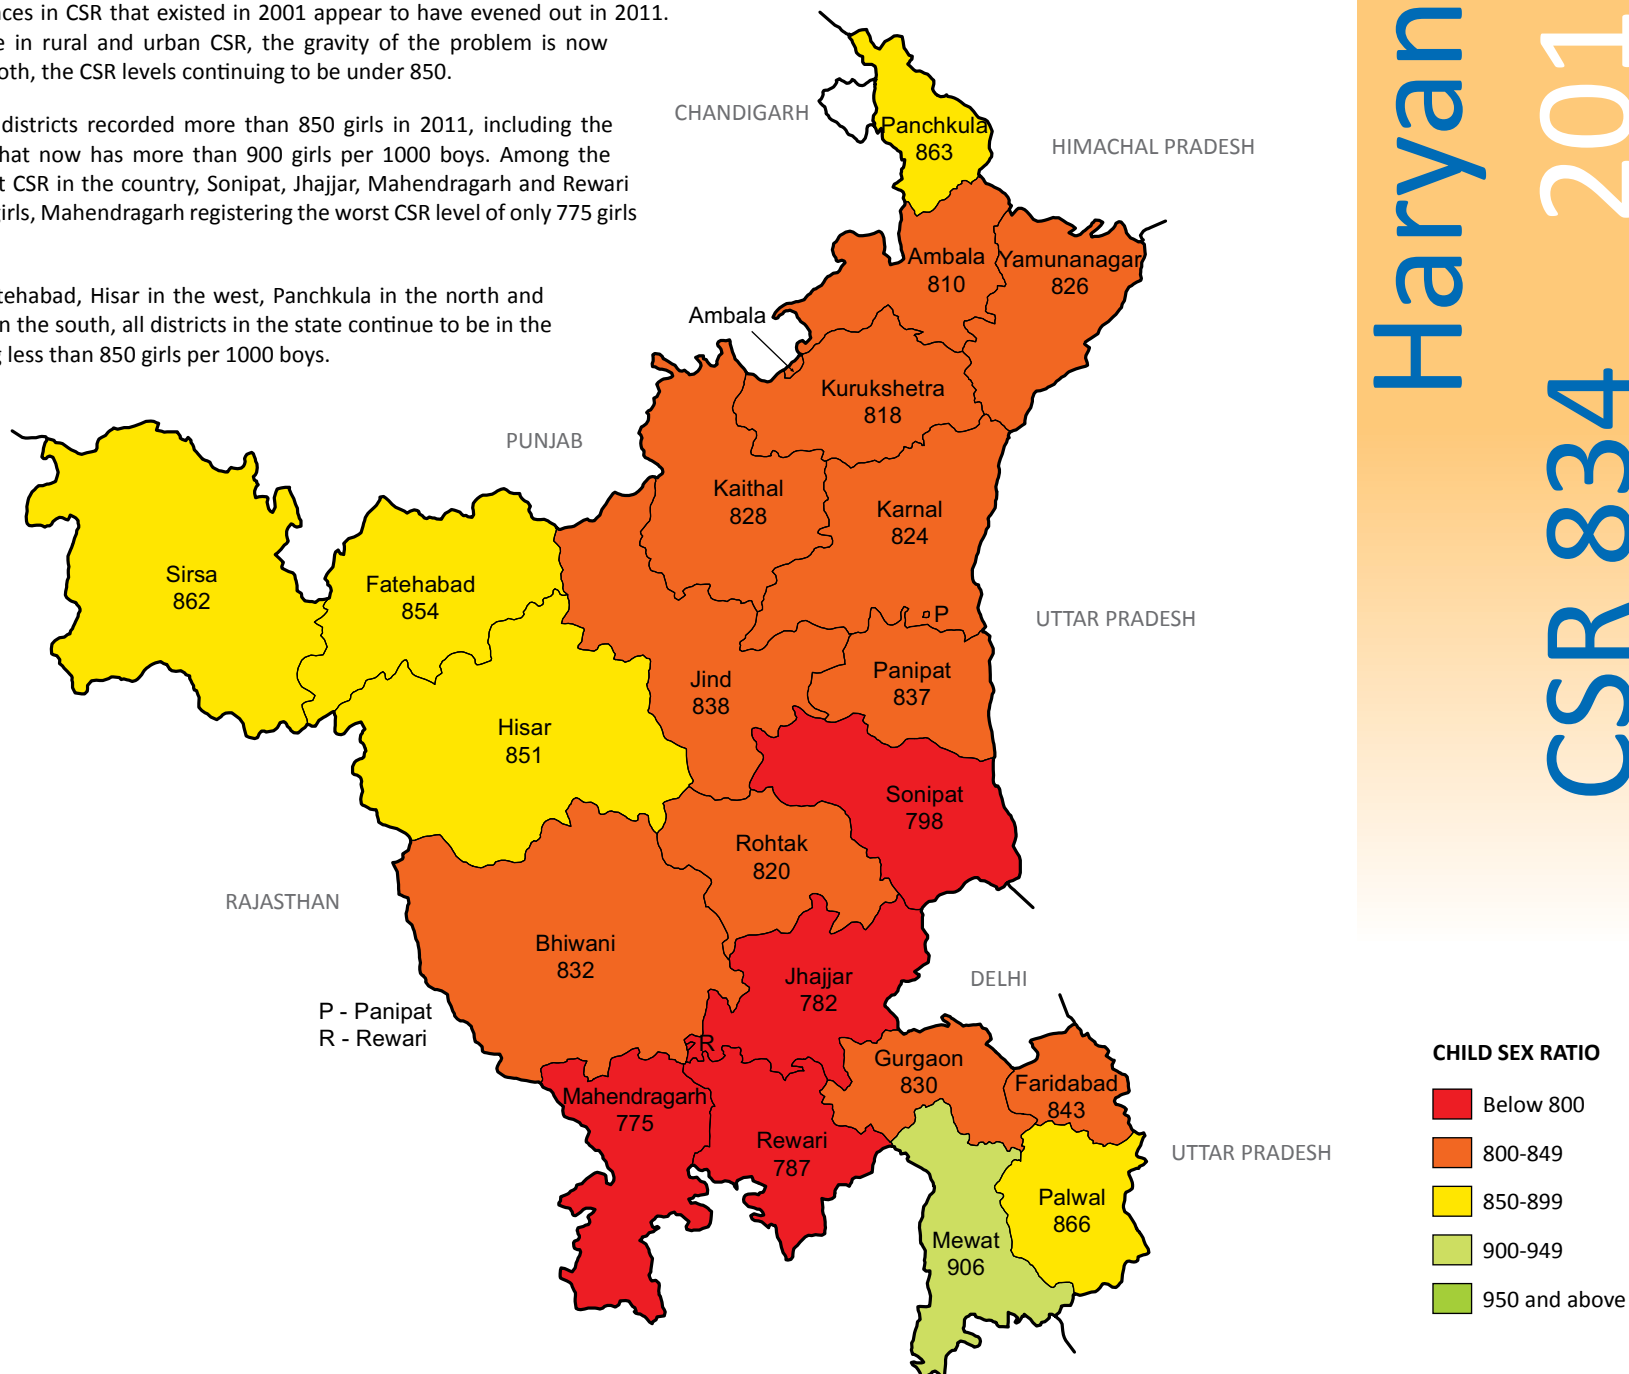 ces in CSR that existed in 2001 appear to have evened out in 2011.
e in rural and urban CSR, the gravity of the problem is now
oth, the CSR levels continuing to be under 850.
districts recorded more than 850 girls in 2011, including the
hat now has more than 900 girls per 1000 boys. Among the
t CSR in the country, Sonipat, Jhajjar, Mahendragarh and Rewari
girls, Mahendragarh registering the worst CSR level of only 775 girls
tehabad, Hisar in the west, Panchkula in the north and
n the south, all districts in the state continue to be in the
g less than 850 girls per 1000 boys.
CHANDIGARH
Panchkula
863
HIMACHAL PRADESH
Ambala
810
Yamunanagar
826
Ambala
Kurukshetra
818
PUNJAB
Kaithal
828
Karnal
824
Sirsa
862
Fatehabad
854
P
UTTAR PRADESH
Jind
838
Panipat
837
Hisar
851
Sonipat
798
Rohtak
820
RAJASTHAN
Bhiwani
832
Jhajjar
782
DELHI
P - Panipat
R - Rewari
R
Gurgaon
830
Faridabad
843
Mahendragarh
775
Rewari
787
UTTAR PRADESH
Palwal
866
Mewat
906
Haryan
201
CSR 834
CHILD SEX RATIO
Below 800
800-849
850-899
900-949
950 and above